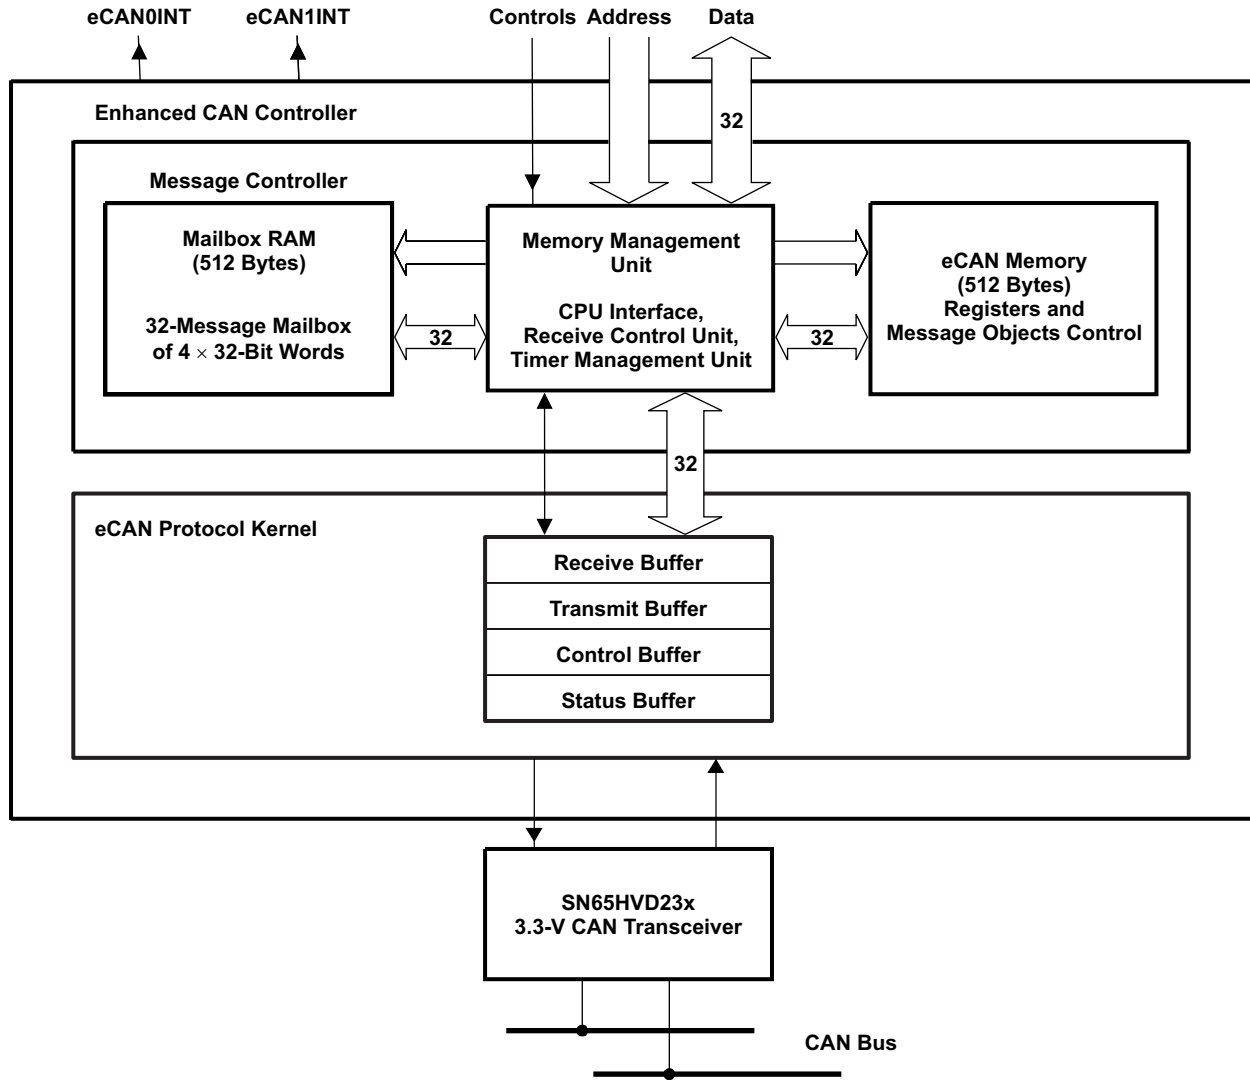 eCAN0INT
eCAN1INT
Controls
Address
Data
32
Enhanced CAN Controller
Message Controller
Mailbox RAM
(512 Bytes)
32-Message Mailbox
of 4 × 32-Bit Words
32
Memory Management
Unit
CPU Interface,
Receive Control Unit,
Timer Management Unit
32
eCAN Memory
(512 Bytes)
Registers and
Message Objects Control
32
eCAN Protocol Kernel
Receive Buffer
Transmit Buffer
Control Buffer
Status Buffer
SN65HVD23x
3.3-V CAN Transceiver
CAN Bus